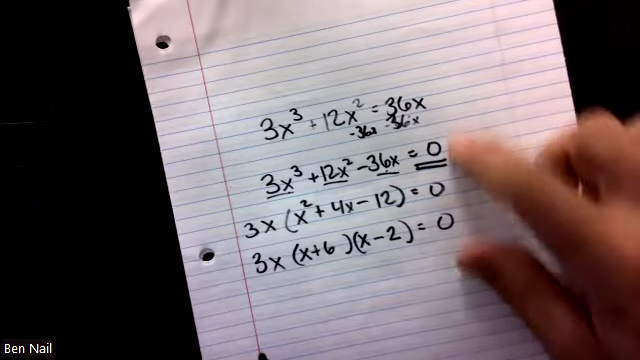 3x³ + 12x² = 36x
-36x -36x
3x³ + 12x² - 36x = 0
3x (x² + 4x - 12) = 0
3x (x+6)(x-2) = 0
Ben Nail